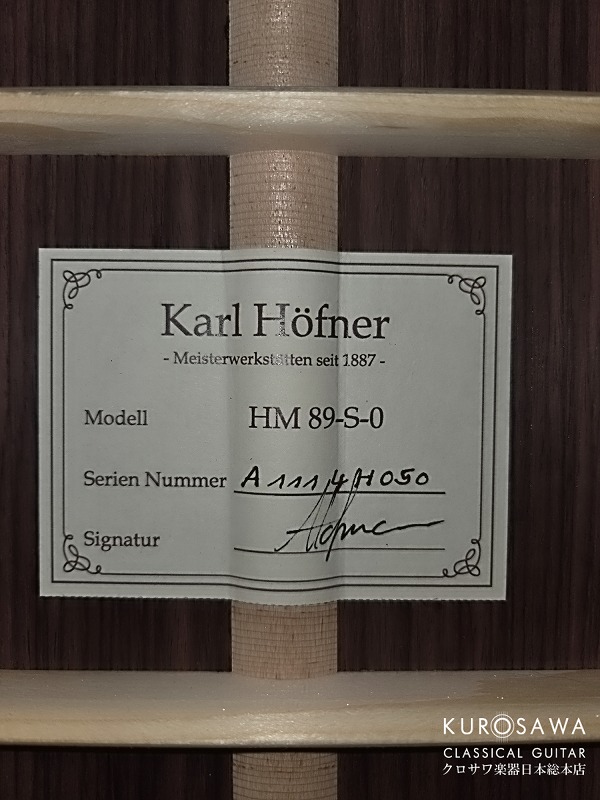 Karl Höfner
- Meisterwerkstätten seit 1887 -
Modell HM 89-S-0
Serien Nummer A1114H050
Signatur
KUROSAWA
CLASSICAL GUITAR
クロサワ楽器日本総本店